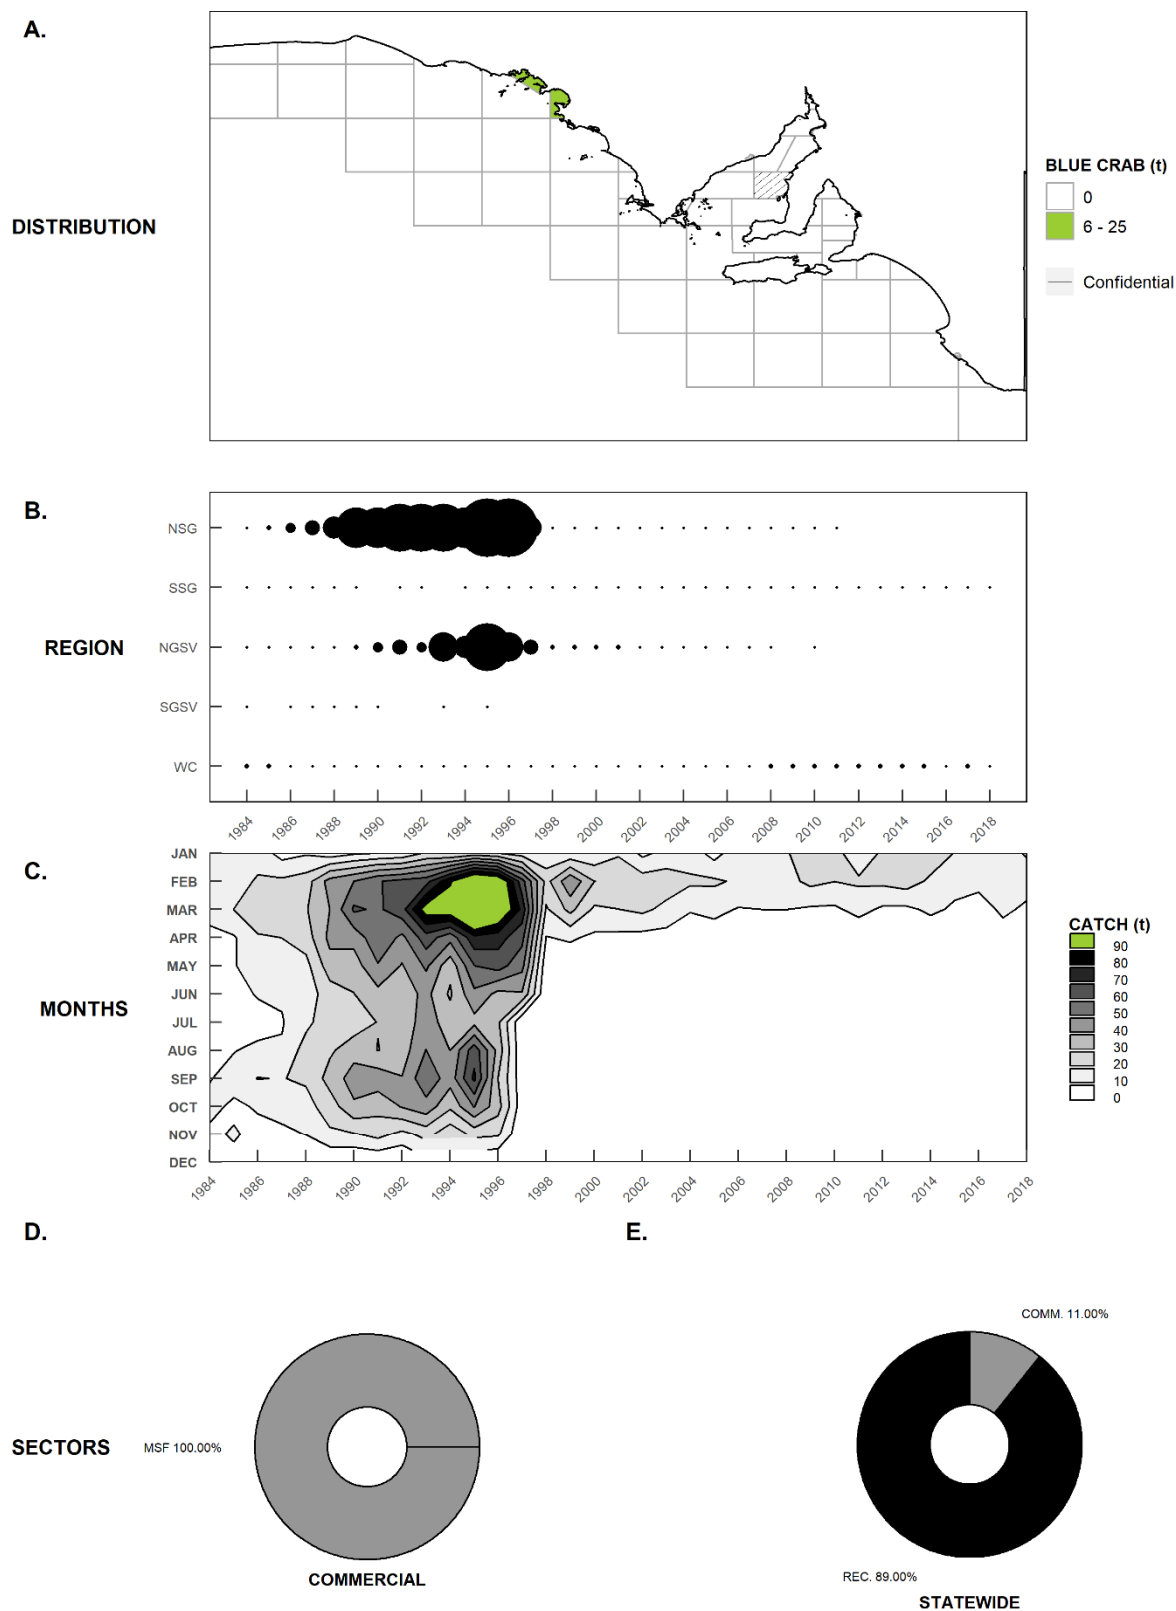 A.
DISTRIBUTION
BLUE CRAB (t)
0
6 - 25
Confidential
B.
REGION
NSG
SSG
NGSV
SGSV
WC
1984 1986 1988 1990 1992 1994 1996 1998 2000 2002 2004 2006 2008 2010 2012 2014 2016 2018
C.
MONTHS
JAN
FEB
MAR
APR
MAY
JUN
JUL
AUG
SEP
OCT
NOV
DEC
1984 1986 1988 1990 1992 1994 1996 1998 2000 2002 2004 2006 2008 2010 2012 2014 2016 2018
CATCH (t)
90
80
70
60
50
40
30
20
10
0
D.
E.
SECTORS
MSF 100.00%
COMMERCIAL
COMM. 11.00%
REC. 89.00%
STATEWIDE